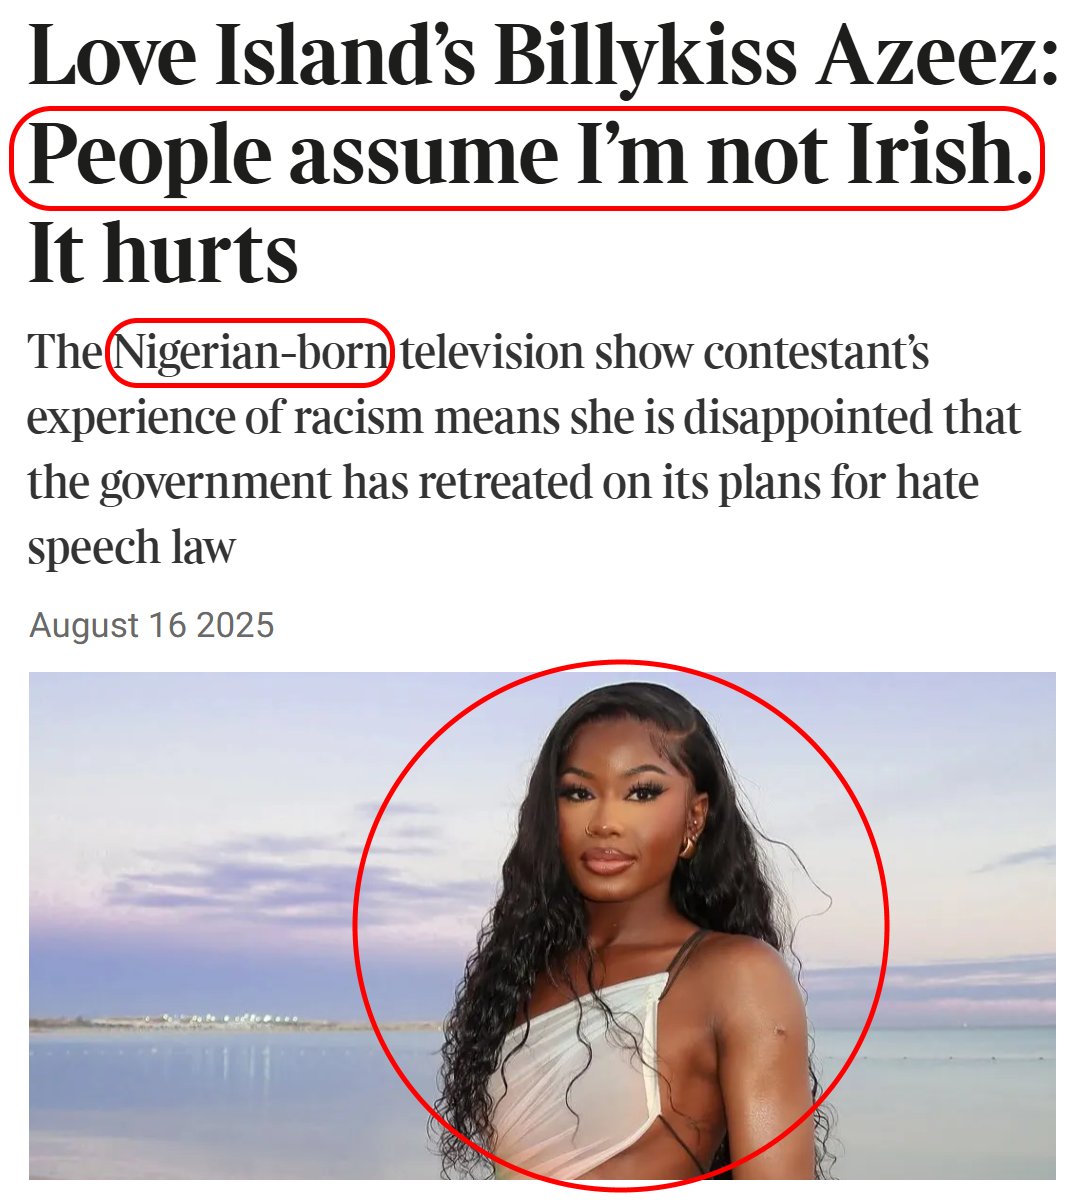 Love Island’s Billykiss Azeez:
People assume I’m not Irish.
It hurts
The Nigerian-born television show contestant’s
experience of racism means she is disappointed that
the government has retreated on its plans for hate
speech law
August 16 2025